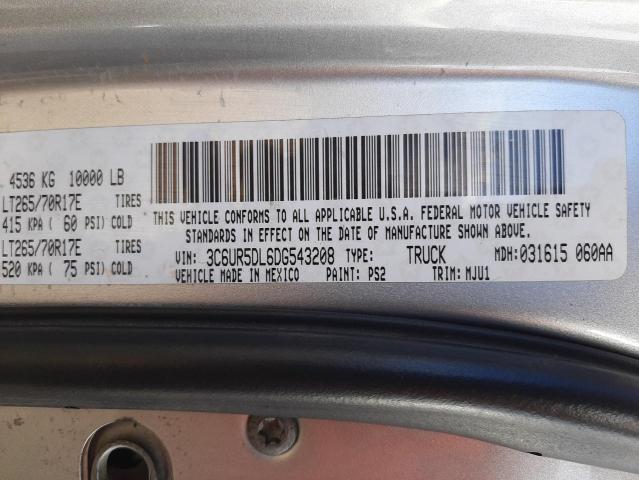 4536 KG 10000 LB
LT265/70R17E TIRES
415 KPA ( 60 PSI) COLD
LT265/70R17E TIRES
520 KPA ( 75 PSI) COLD
THIS VEHICLE CONFORMS TO ALL APPLICABLE U.S.A. FEDERAL MOTOR VEHICLE SAFETY
STANDARDS IN EFFECT ON THE DATE OF MANUFACTURE SHOWN ABOVE.
VIN: 3C6UR5DL6DG543208 TYPE: TRUCK MDH: 031615 060AA
VEHICLE MADE IN MEXICO PAINT: PS2 TRIM: MJU1